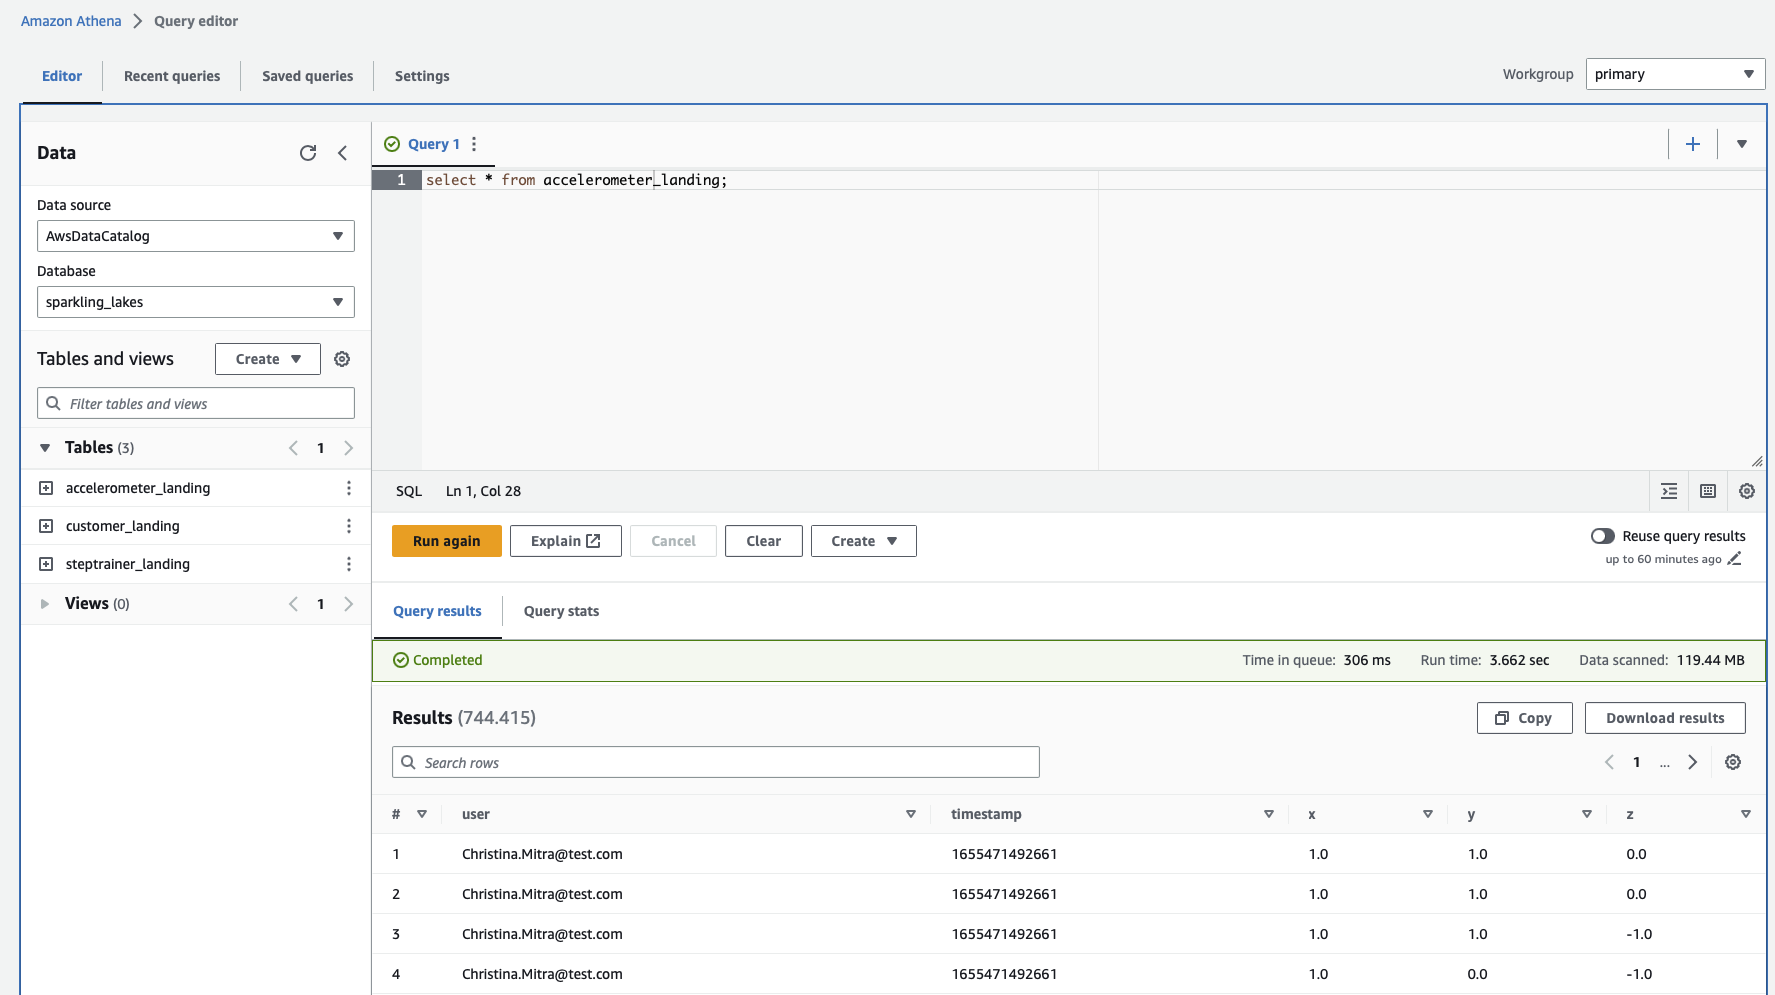 Amazon Athena > Query editor
Editor Recent queries Saved queries Settings
Workgroup primary
Data
Data source
AwsDataCatalog
Database
sparkling_lakes
Tables and views Create
Filter tables and views
Tables (3) 1
accelerometer_landing
customer_landing
steptrainer_landing
Views (0) 1
Query 1
1 select * from accelerometer_landing;
SQL Ln 1, Col 28
Run again Explain Cancel Clear Create
Reuse query results
up to 60 minutes ago
Query results Query stats
Completed Time in queue: 306 ms Run time: 3.662 sec Data scanned: 119.44 MB
Results (744.415) Copy Download results
Search rows 1 ...
# user timestamp x y z
1 Christina.Mitra@test.com 1655471492661 1.0 1.0 0.0
2 Christina.Mitra@test.com 1655471492661 1.0 1.0 0.0
3 Christina.Mitra@test.com 1655471492661 1.0 1.0 -1.0
4 Christina.Mitra@test.com 1655471492661 1.0 0.0 -1.0